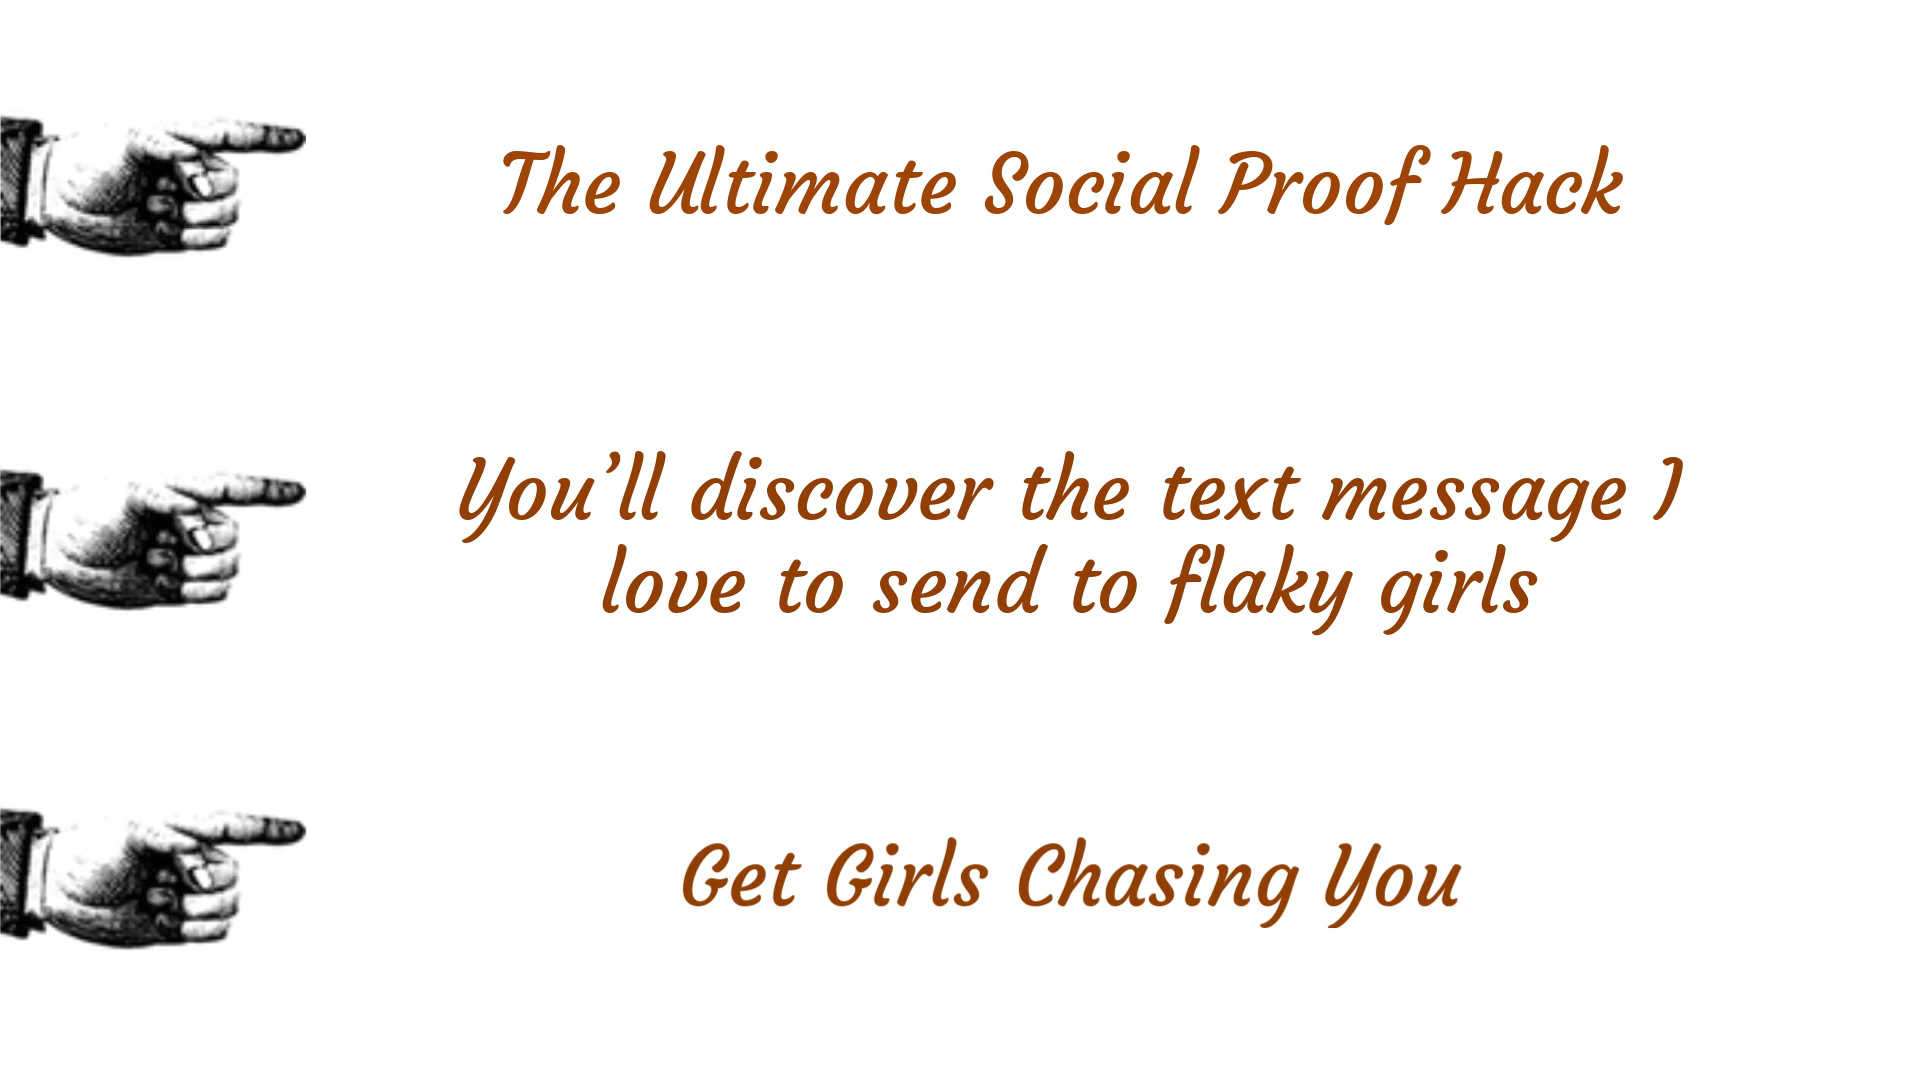 The Ultimate Social Proof Hack
You’ll discover the text message I
love to send to flaky girls
Get Girls Chasing You